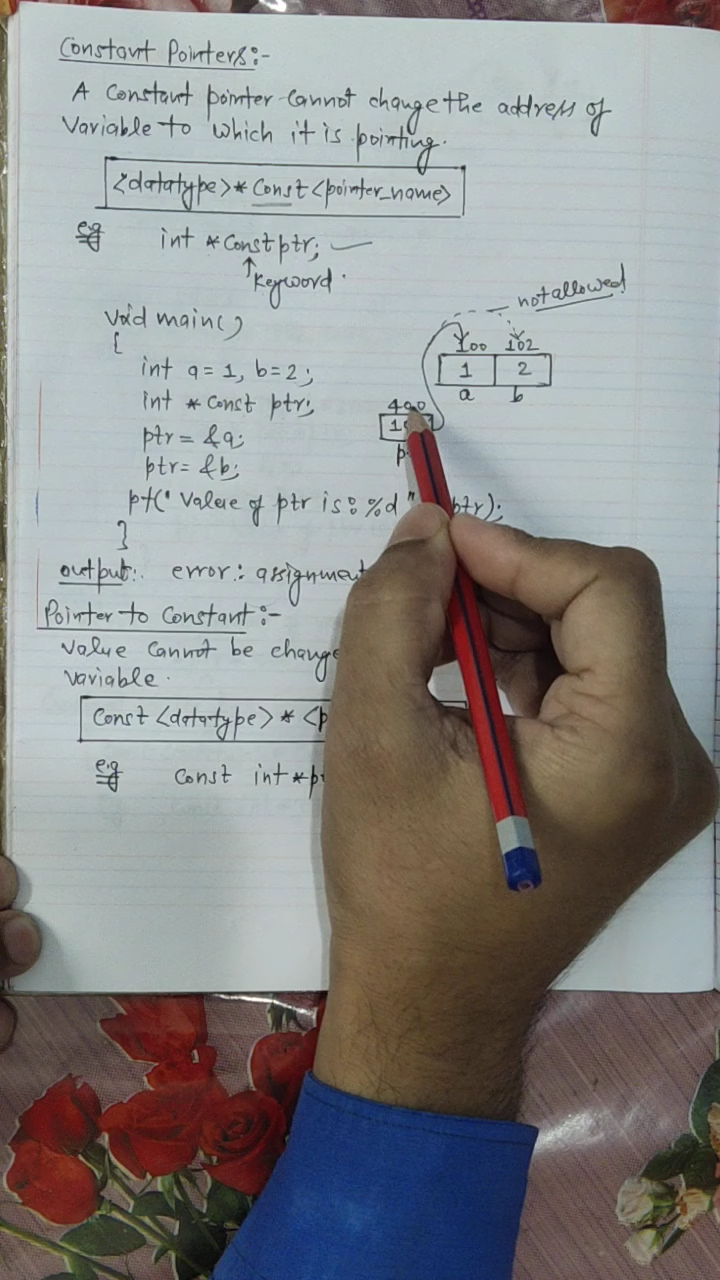 Constant Pointers:-
A Constant pointer cannot change the address of
Variable to which it is pointing.
<datatype>* Const <pointer_name>
eg int *Const ptr;
Keyword.
not allowed
void main()
{
100 102
int a = 1, b = 2; 1 2
a b
int * Const ptr; 400
ptr = &a;
ptr = &b;
pf(" Value of ptr is: %d " ptr);
}
output:. error: assignment
Pointer to Constant:-
Value cannot be change
variable.
Const <datatype> * <p
e.g Const int *p